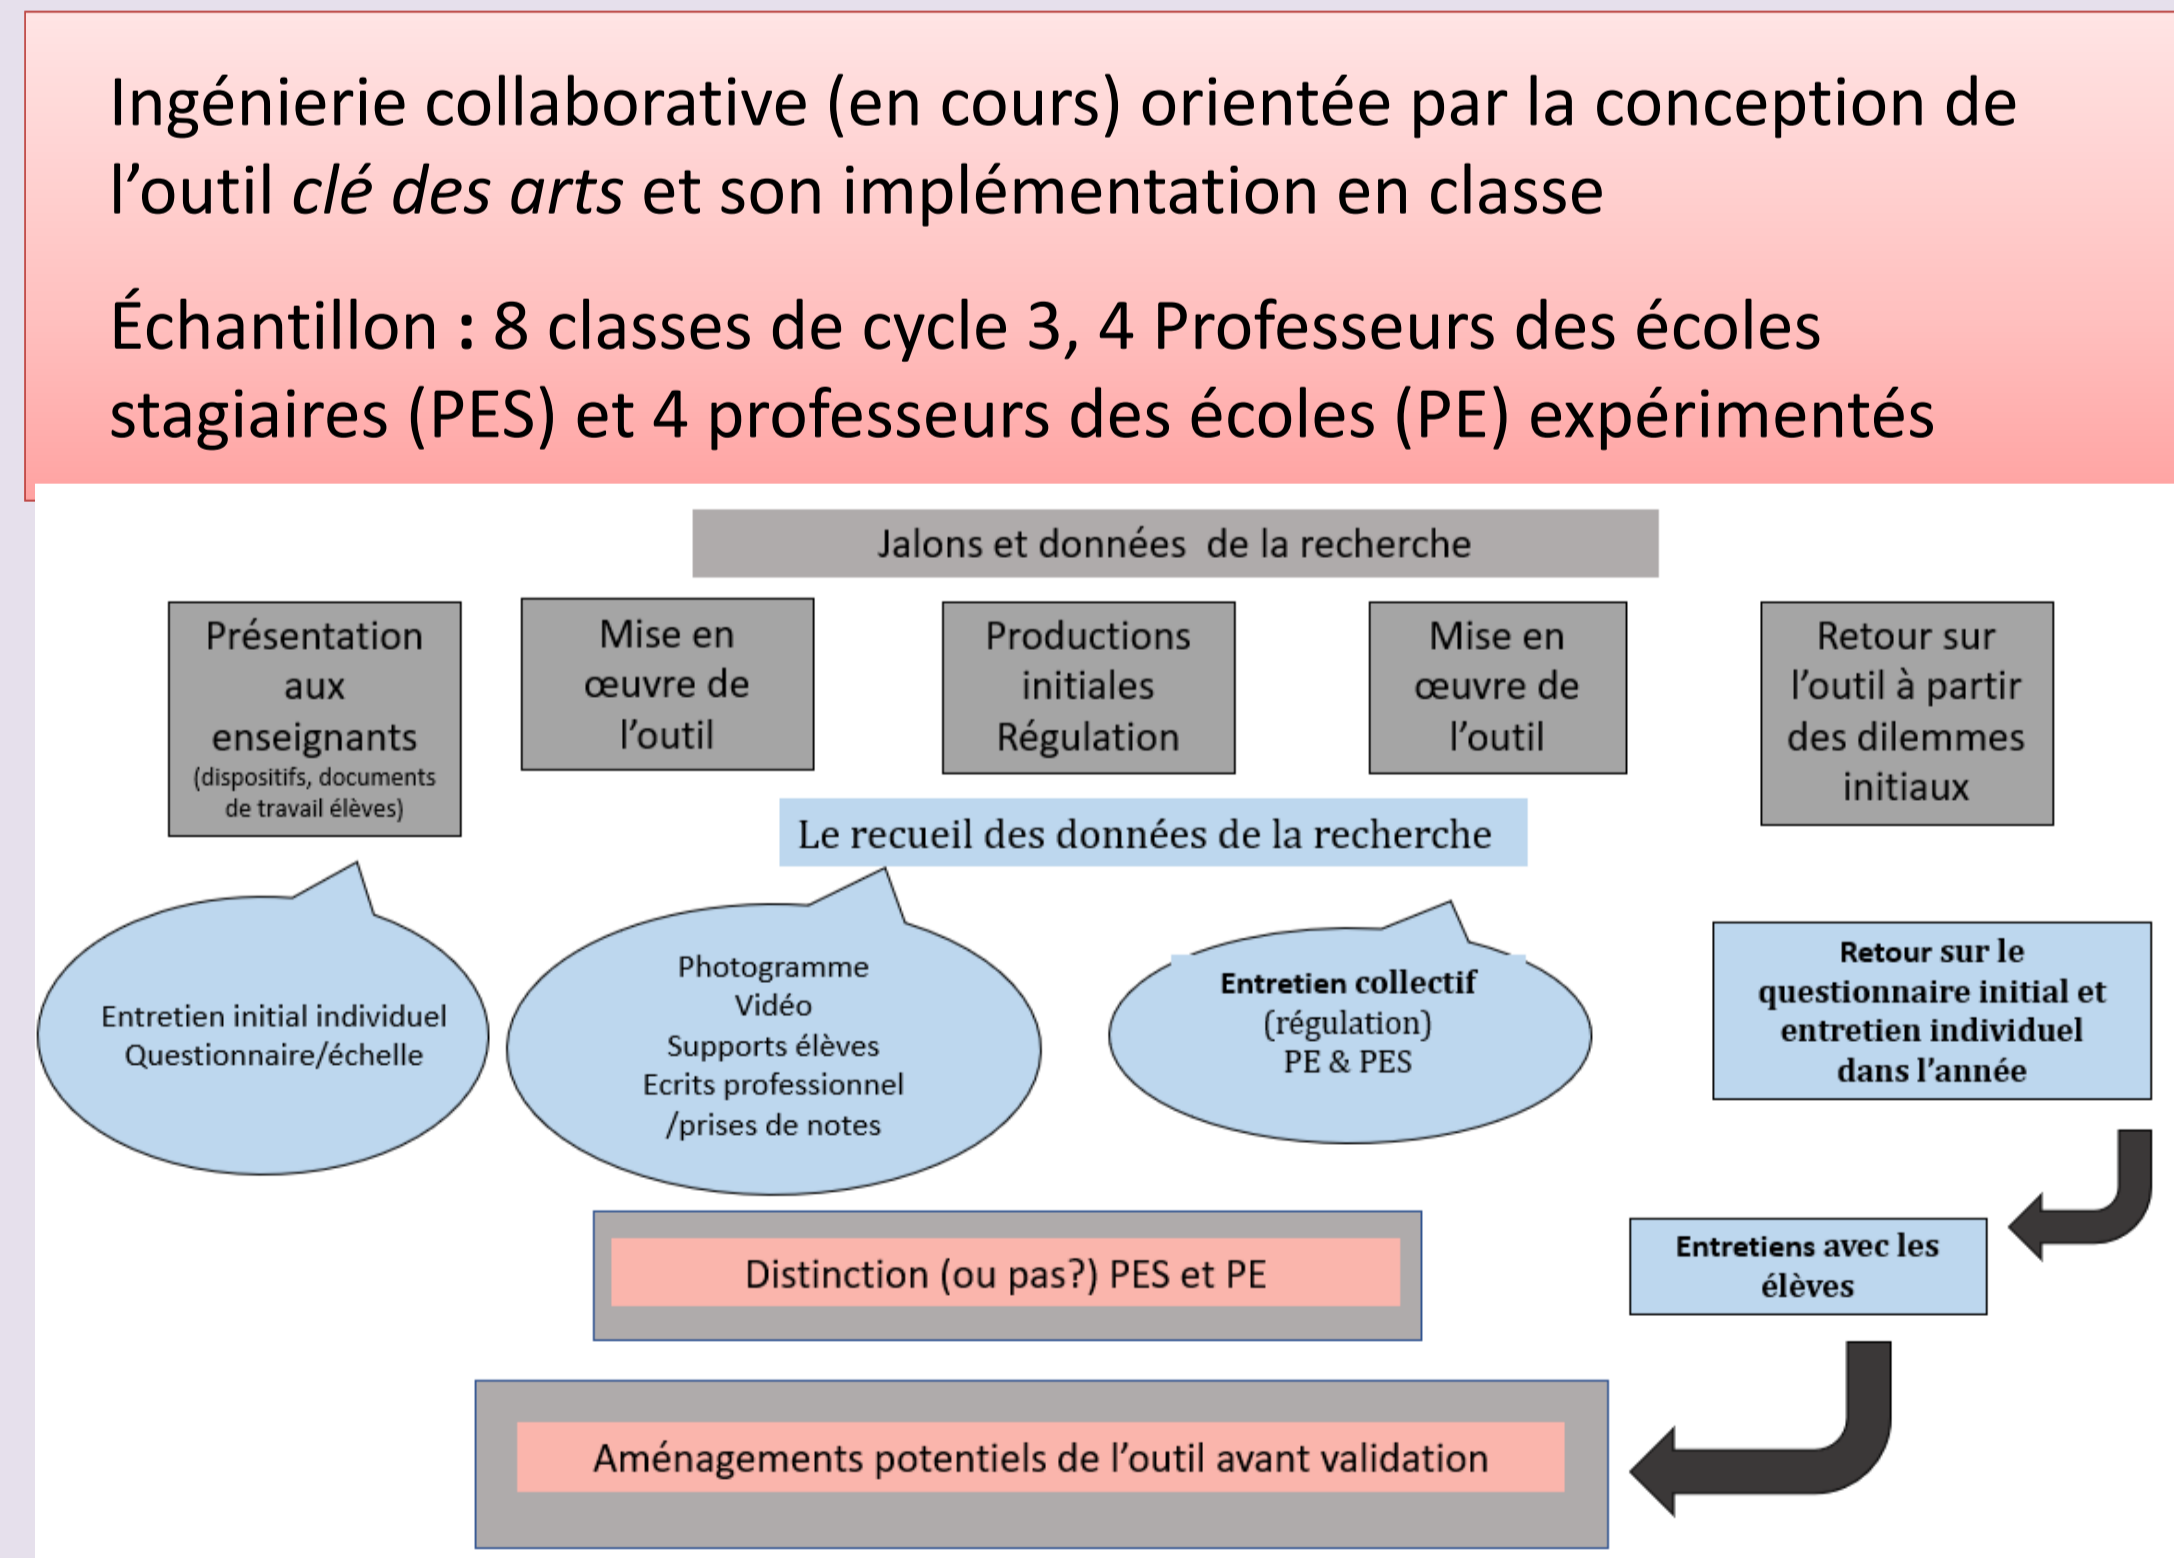 Ingénierie collaborative (en cours) orientée par la conception de
l’outil clé des arts et son implémentation en classe
Échantillon : 8 classes de cycle 3, 4 Professeurs des écoles
stagiaires (PES) et 4 professeurs des écoles (PE) expérimentés
Jalons et données de la recherche
Présentation
aux
enseignants
(dispositifs, documents
de travail élèves)
Mise en
œuvre de
l’outil
Productions
initiales
Régulation
Mise en
œuvre de
l’outil
Retour sur
l’outil à partir
des dilemmes
initiaux
Le recueil des données de la recherche
Entretien initial individuel
Questionnaire/échelle
Photogramme
Vidéo
Supports élèves
Ecrits professionnel
/prises de notes
Entretien collectif
(régulation)
PE & PES
Retour sur le
questionnaire initial et
entretien individuel
dans l’année
Distinction (ou pas?) PES et PE
Entretiens avec les
élèves
Aménagements potentiels de l’outil avant validation